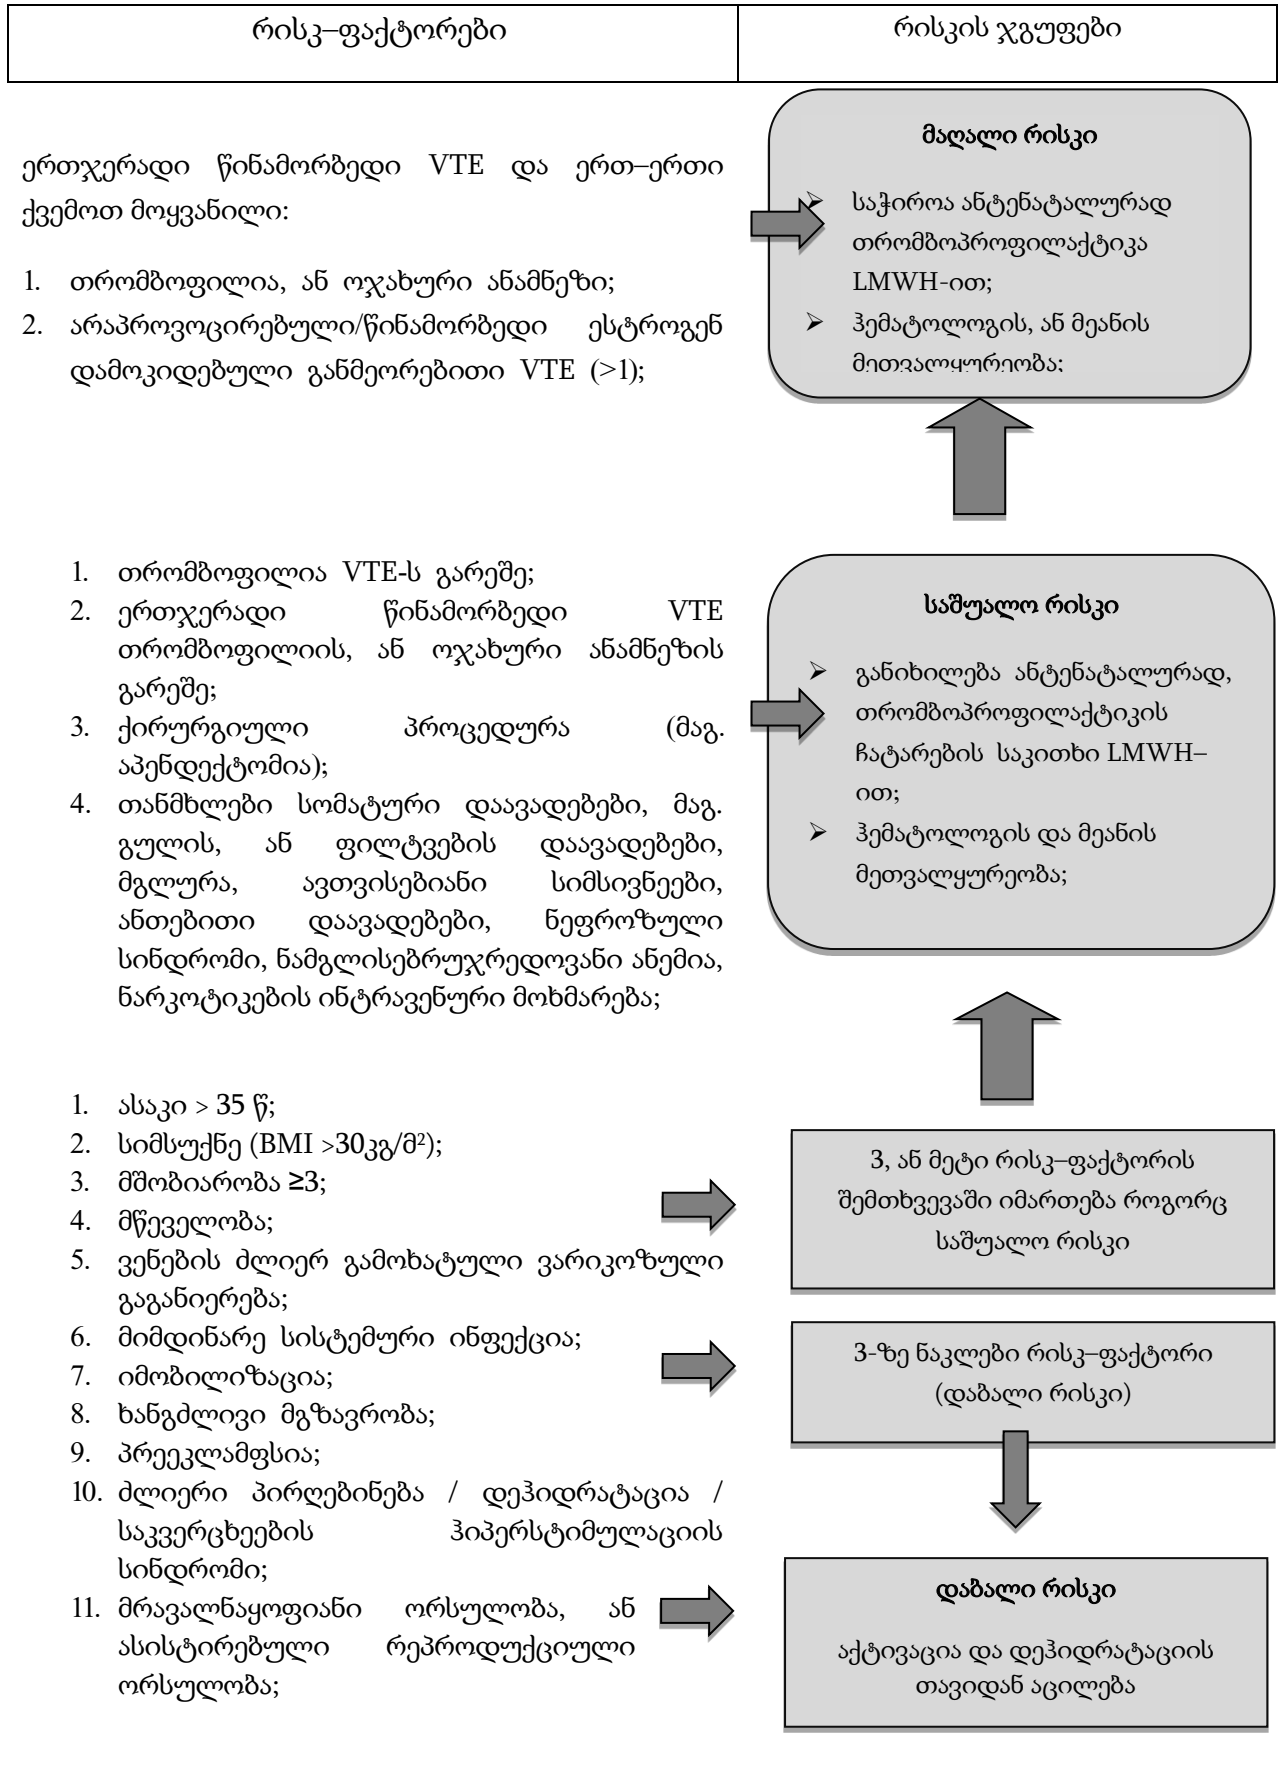 რისკ–ფაქტორები
რისკის ჯგუფები
ერთჯერადი წინამორბედი VTE და ერთ–ერთი
ქვემოთ მოყვანილი:
1. თრომბოფილია, ან ოჯახური ანამნეზი;
2. არაპროვოცირებული/წინამორბედი ესტროგენ
დამოკიდებული განმეორებითი VTE (>1);
მაღალი რისკი
➢ საჭიროა ანტენატალურად
თრომბოპროფილაქტიკა
LMWH-ით;
➢ ჰემატოლოგის, ან მეანის
მეთვალყურეობა;
1. თრომბოფილია VTE-ს გარეშე;
2. ერთჯერადი წინამორბედი VTE
თრომბოფილიის, ან ოჯახური ანამნეზის
გარეშე;
3. ქირურგიული პროცედურა (მაგ.
აპენდექტომია);
4. თანმხლები სომატური დაავადებები, მაგ.
გულის, ან ფილტვების დაავადებები,
მგლურა, ავთვისებიანი სიმსივნეები,
ანთებითი დაავადებები, ნეფროზული
სინდრომი, ნამგლისებრუჯრედოვანი ანემია,
ნარკოტიკების ინტრავენური მოხმარება;
საშუალო რისკი
➢ განიხილება ანტენატალურად,
თრომბოპროფილაქტიკის
ჩატარების საკითხი LMWH–
ით;
➢ ჰემატოლოგის და მეანის
მეთვალყურეობა;
1. ასაკი > 35 წ;
2. სიმსუქნე (BMI >30კგ/მ²);
3. მშობიარობა ≥3;
4. მწეველობა;
5. ვენების ძლიერ გამოხატული ვარიკოზული
გაგანიერება;
6. მიმდინარე სისტემური ინფექცია;
7. იმობილიზაცია;
8. ხანგძლივი მგზავრობა;
9. პრეეკლამფსია;
10. ძლიერი პირღებინება / დეჰიდრატაცია /
საკვერცხეების ჰიპერსტიმულაციის
სინდრომი;
11. მრავალნაყოფიანი ორსულობა, ან
ასისტირებული რეპროდუქციული
ორსულობა;
3, ან მეტი რისკ–ფაქტორის
შემთხვევაში იმართება როგორც
საშუალო რისკი
3-ზე ნაკლები რისკ–ფაქტორი
(დაბალი რისკი)
დაბალი რისკი
აქტივაცია და დეჰიდრატაციის
თავიდან აცილება